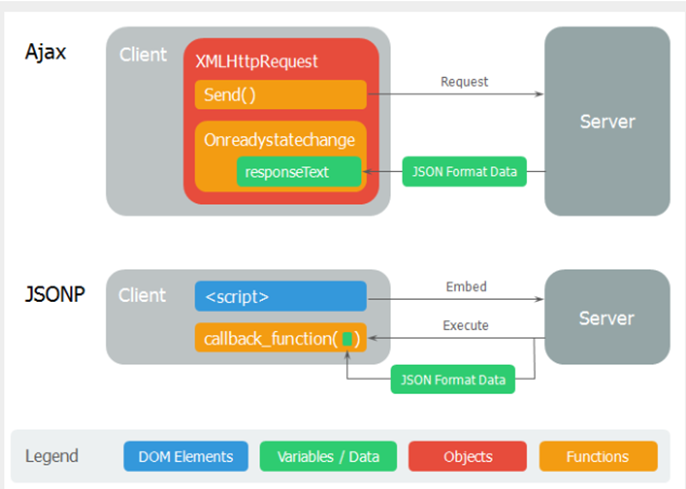 Ajax
Client
XMLHttpRequest
Send()
Request
Server
Onreadystatechange
responseText
JSON Format Data
JSONP
Client
<script>
Embed
Server
Execute
callback_function( )
JSON Format Data
Legend
DOM Elements
Variables / Data
Objects
Functions